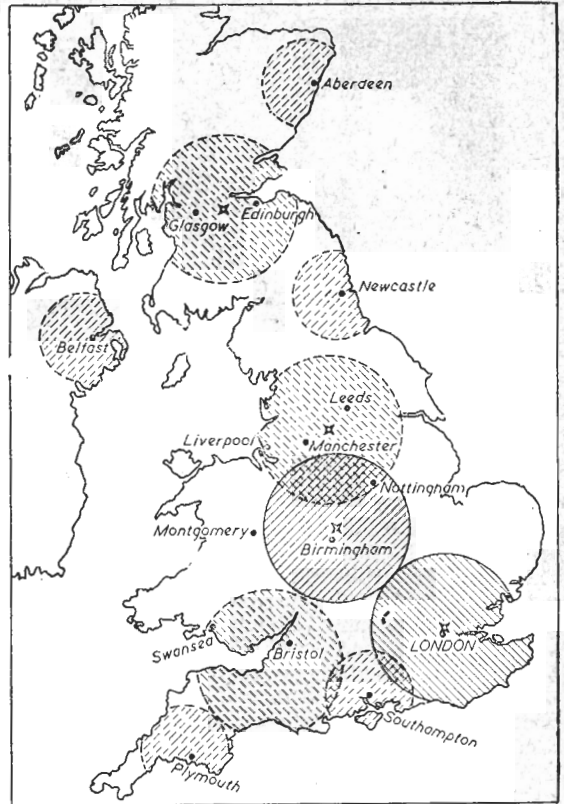 Aberdeen
Edinburgh
Glasgow
Newcastle
Belfast
Leeds
Liverpool
Manchester
Nottingham
Montgomery
Birmingham
Swansea
Bristol
LONDON
Southampton
Plymouth